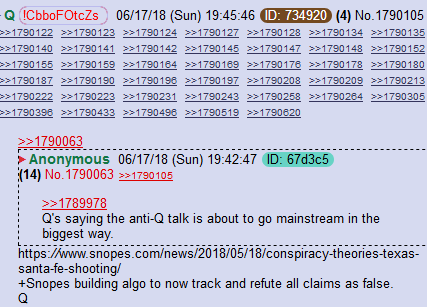 Q !CbboFOtcZs 06/17/18 (Sun) 19:45:46 ID: 734920 (4) No.1790105
>>1790122 >>1790123 >>1790124 >>1790127 >>1790128 >>1790134 >>1790135
>>1790140 >>1790141 >>1790142 >>1790145 >>1790147 >>1790148 >>1790152
>>1790155 >>1790159 >>1790164 >>1790170 >>1790176 >>1790178 >>1790180
>>1790187 >>1790190 >>1790196 >>1790197 >>1790208 >>1790209 >>1790213
>>1790222 >>1790223 >>1790231 >>1790243 >>1790258 >>1790264 >>1790305
>>1790396 >>1790433 >>1790496 >>1790519 >>1790620
>>1790063
Anonymous 06/17/18 (Sun) 19:42:47 ID: 67d3c5
(14) No.1790063 >>1790105
>>1789978
Q's saying the anti-Q talk is about to go mainstream in the
biggest way.
https://www.snopes.com/news/2018/05/18/conspiracy-theories-texas-
santa-fe-shooting/
+Snopes building algo to now track and refute all claims as false.
Q